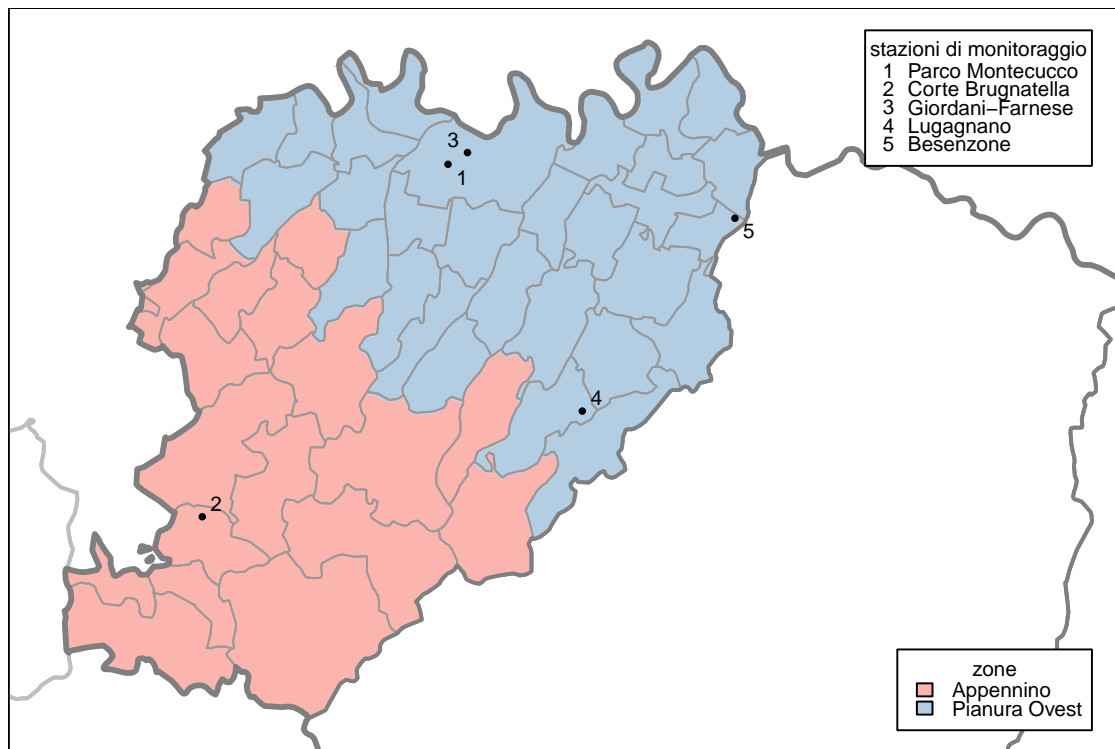 stazioni di monitoraggio
1 Parco Montecucco
2 Corte Brugnatella
3 Giordani−Farnese
4 Lugagnano
5 Besenzone
3
1
5
4
2
zone
Appennino
Pianura Ovest